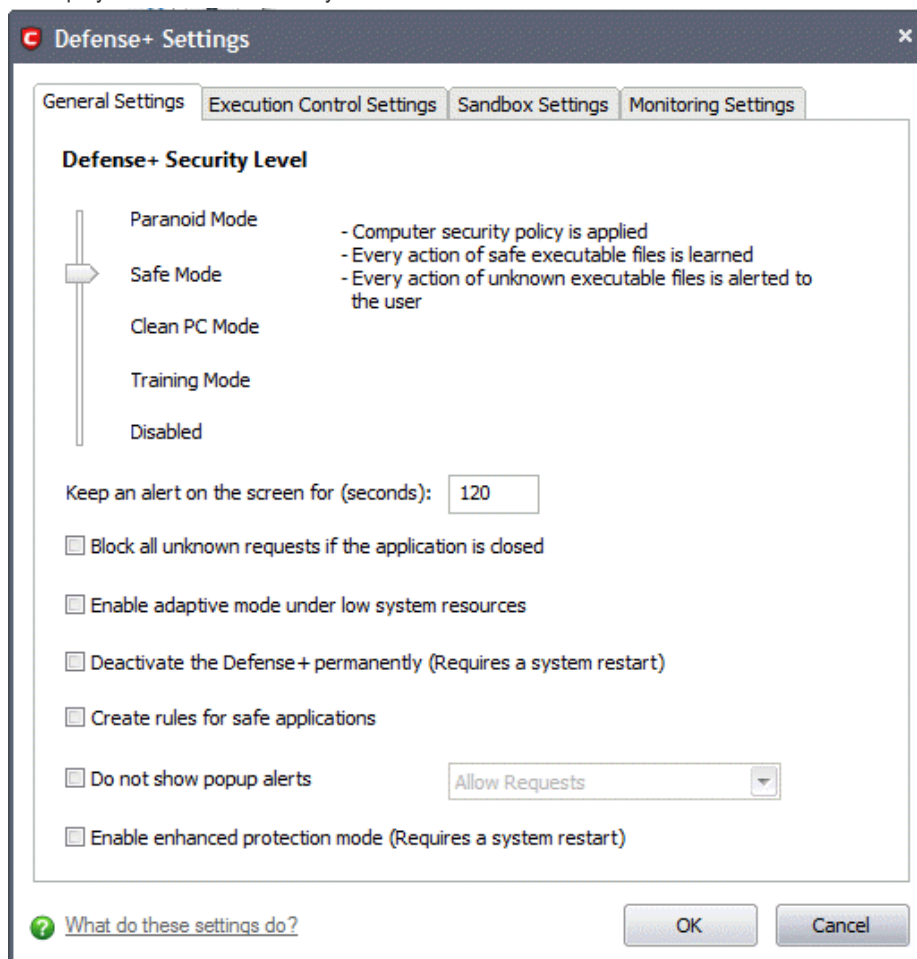 Defense+ Settings
General Settings
Execution Control Settings
Sandbox Settings
Monitoring Settings
Defense+ Security Level
Paranoid Mode
Safe Mode
Clean PC Mode
Training Mode
Disabled
- Computer security policy is applied
- Every action of safe executable files is learned
- Every action of unknown executable files is alerted to
the user
Keep an alert on the screen for (seconds): 120
Block all unknown requests if the application is closed
Enable adaptive mode under low system resources
Deactivate the Defense+ permanently (Requires a system restart)
Create rules for safe applications
Do not show popup alerts
Allow Requests
Enable enhanced protection mode (Requires a system restart)
What do these settings do?
OK
Cancel